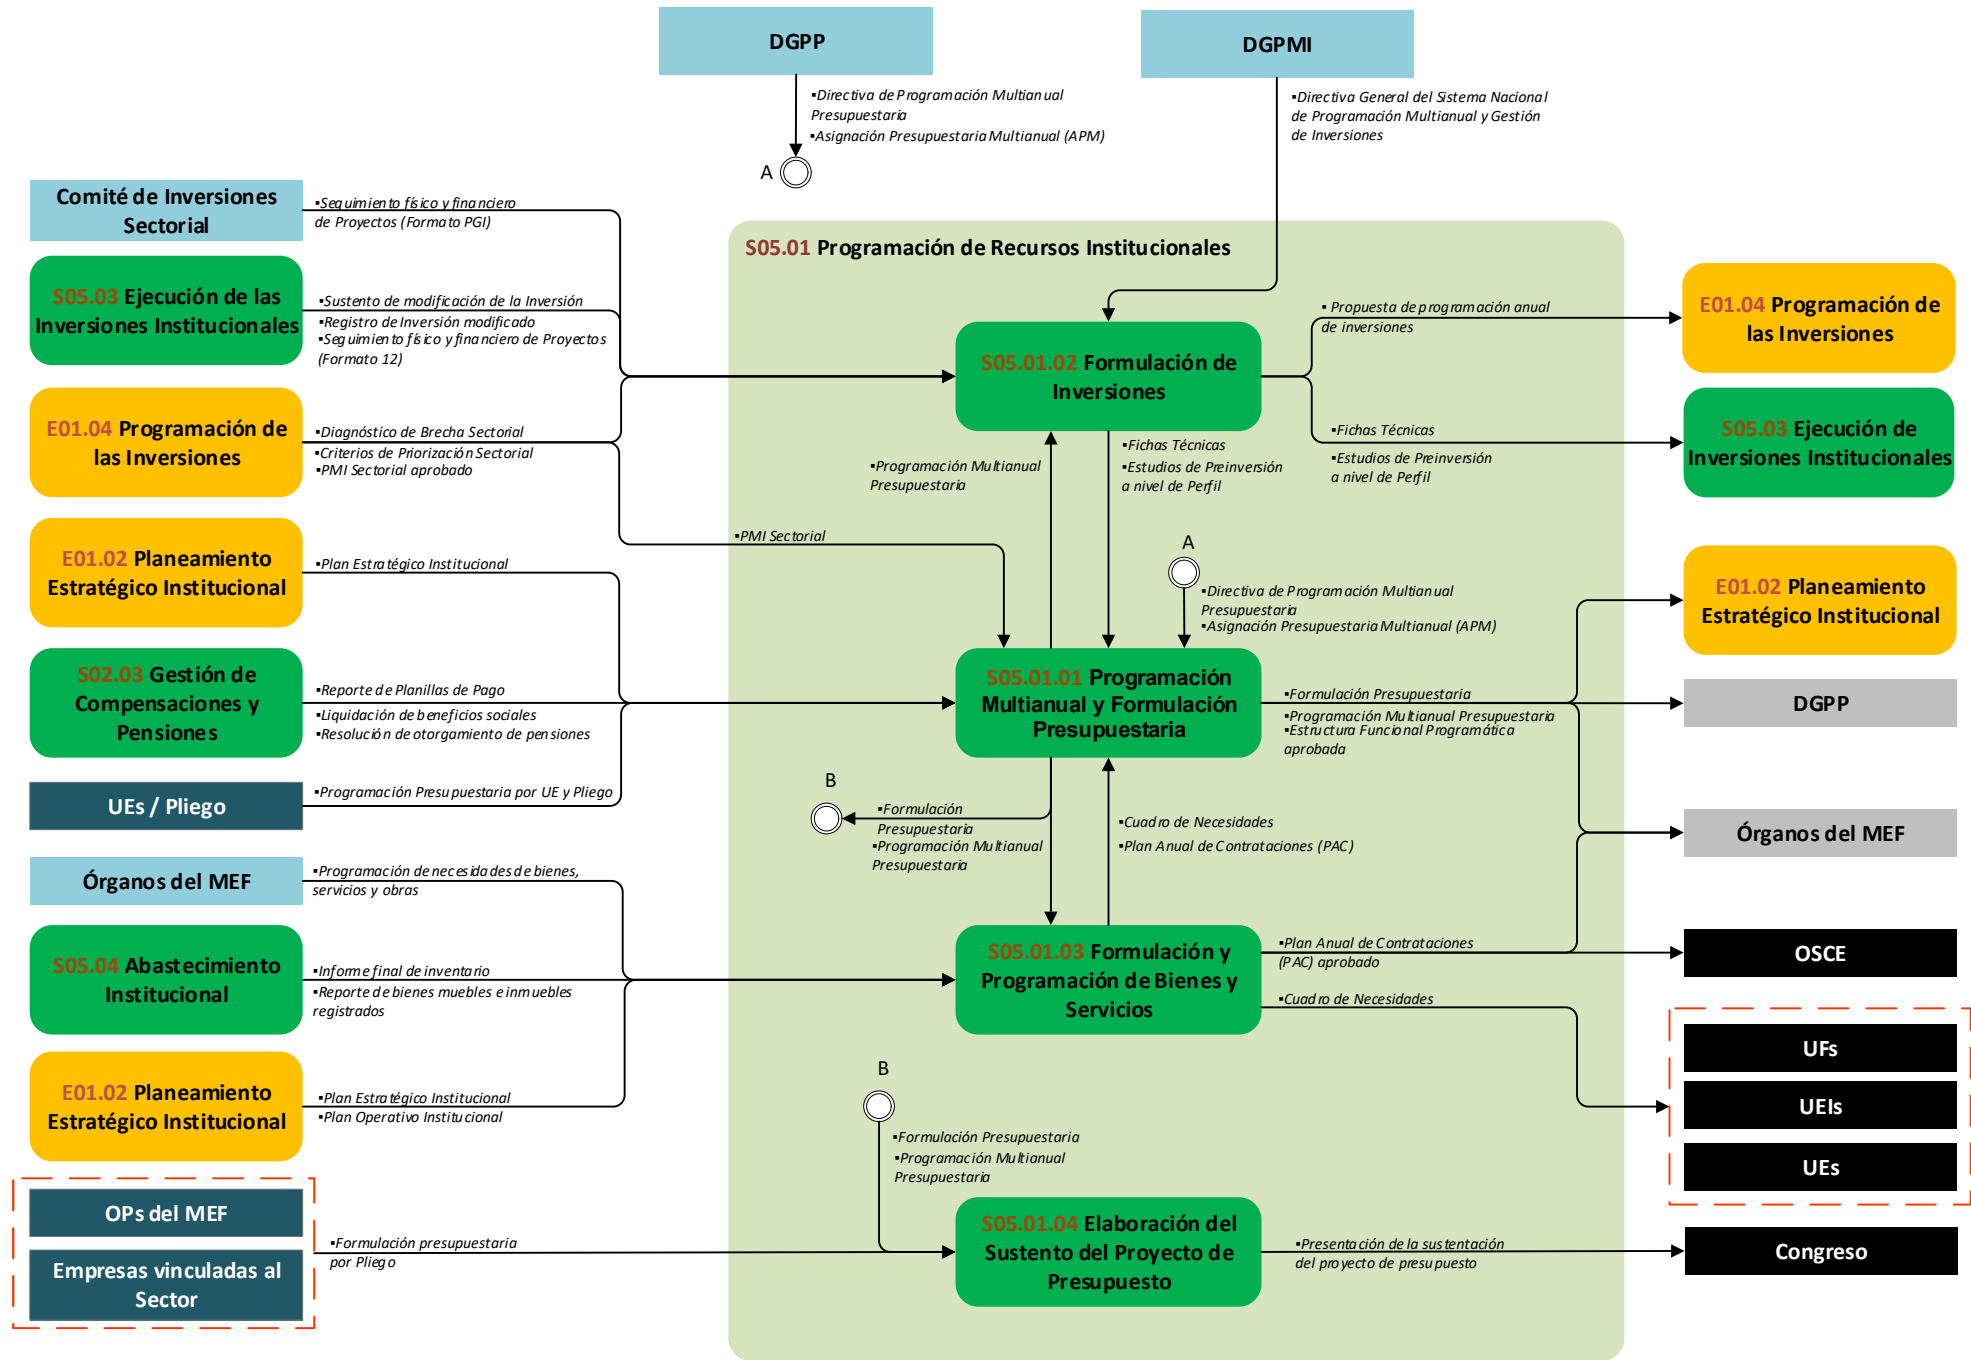 DGPP
DGPMI
▪Directiva de Programación Multianual
Presupuestaria
▪Asignación Presupuestaria Multianual (APM)
▪Directiva General del Sistema Nacional
de Programación Multianual y Gestión
de Inversiones
A
Comité de Inversiones
Sectorial
▪Seguimiento físico y financiero
de Proyectos (Formato PGI)
S05.01 Programación de Recursos Institucionales
S05.03 Ejecución de las
Inversiones Institucionales
▪Sustento de modificación de la Inversión
▪Registro de Inversión modificado
▪Seguimiento físico y financiero de Proyectos
(Formato 12)
S05.01.02 Formulación de
Inversiones
▪ Propuesta de programación anual
de inversiones
E01.04 Programación de
las Inversiones
E01.04 Programación de
las Inversiones
▪Diagnóstico de Brecha Sectorial
▪Criterios de Priorización Sectorial
▪PMI Sectorial aprobado
▪Programación Multianual
Presupuestaria
▪Fichas Técnicas
▪Estudios de Preinversión
a nivel de Perfil
▪Fichas Técnicas
▪Estudios de Preinversión
a nivel de Perfil
S05.03 Ejecución de
Inversiones Institucionales
▪PMI Sectorial
E01.02 Planeamiento
Estratégico Institucional
▪Plan Estratégico Institucional
A
▪Directiva de Programación Multianual
Presupuestaria
▪Asignación Presupuestaria Multianual (APM)
E01.02 Planeamiento
Estratégico Institucional
S02.03 Gestión de
Compensaciones y
Pensiones
▪Reporte de Planillas de Pago
▪Liquidación de beneficios sociales
▪Resolución de otorgamiento de pensiones
S05.01.01 Programación
Multianual y Formulación
Presupuestaria
▪Formulación Presupuestaria
▪Programación Multianual Presupuestaria
▪Estructura Funcional Programática
aprobada
DGPP
UEs / Pliego
▪Programación Presupuestaria por UE y Pliego
B
▪Formulación
Presupuestaria
▪Programación Multianual
Presupuestaria
▪Cuadro de Necesidades
▪Plan Anual de Contrataciones (PAC)
Órganos del MEF
Órganos del MEF
▪Programación de necesidades de bienes,
servicios y obras
S05.04 Abastecimiento
Institucional
▪Informe final de inventario
▪Reporte de bienes muebles e inmuebles
registrados
S05.01.03 Formulación y
Programación de Bienes y
Servicios
▪Plan Anual de Contrataciones
(PAC) aprobado
▪Cuadro de Necesidades
OSCE
UFs
UEIs
UEs
E01.02 Planeamiento
Estratégico Institucional
▪Plan Estratégico Institucional
▪Plan Operativo Institucional
B
▪Formulación Presupuestaria
▪Programación Multianual
Presupuestaria
OPs del MEF
Empresas vinculadas al
Sector
▪Formulación presupuestaria
por Pliego
S05.01.04 Elaboración del
Sustento del Proyecto de
Presupuesto
▪Presentación de la sustentación
del proyecto de presupuesto
Congreso